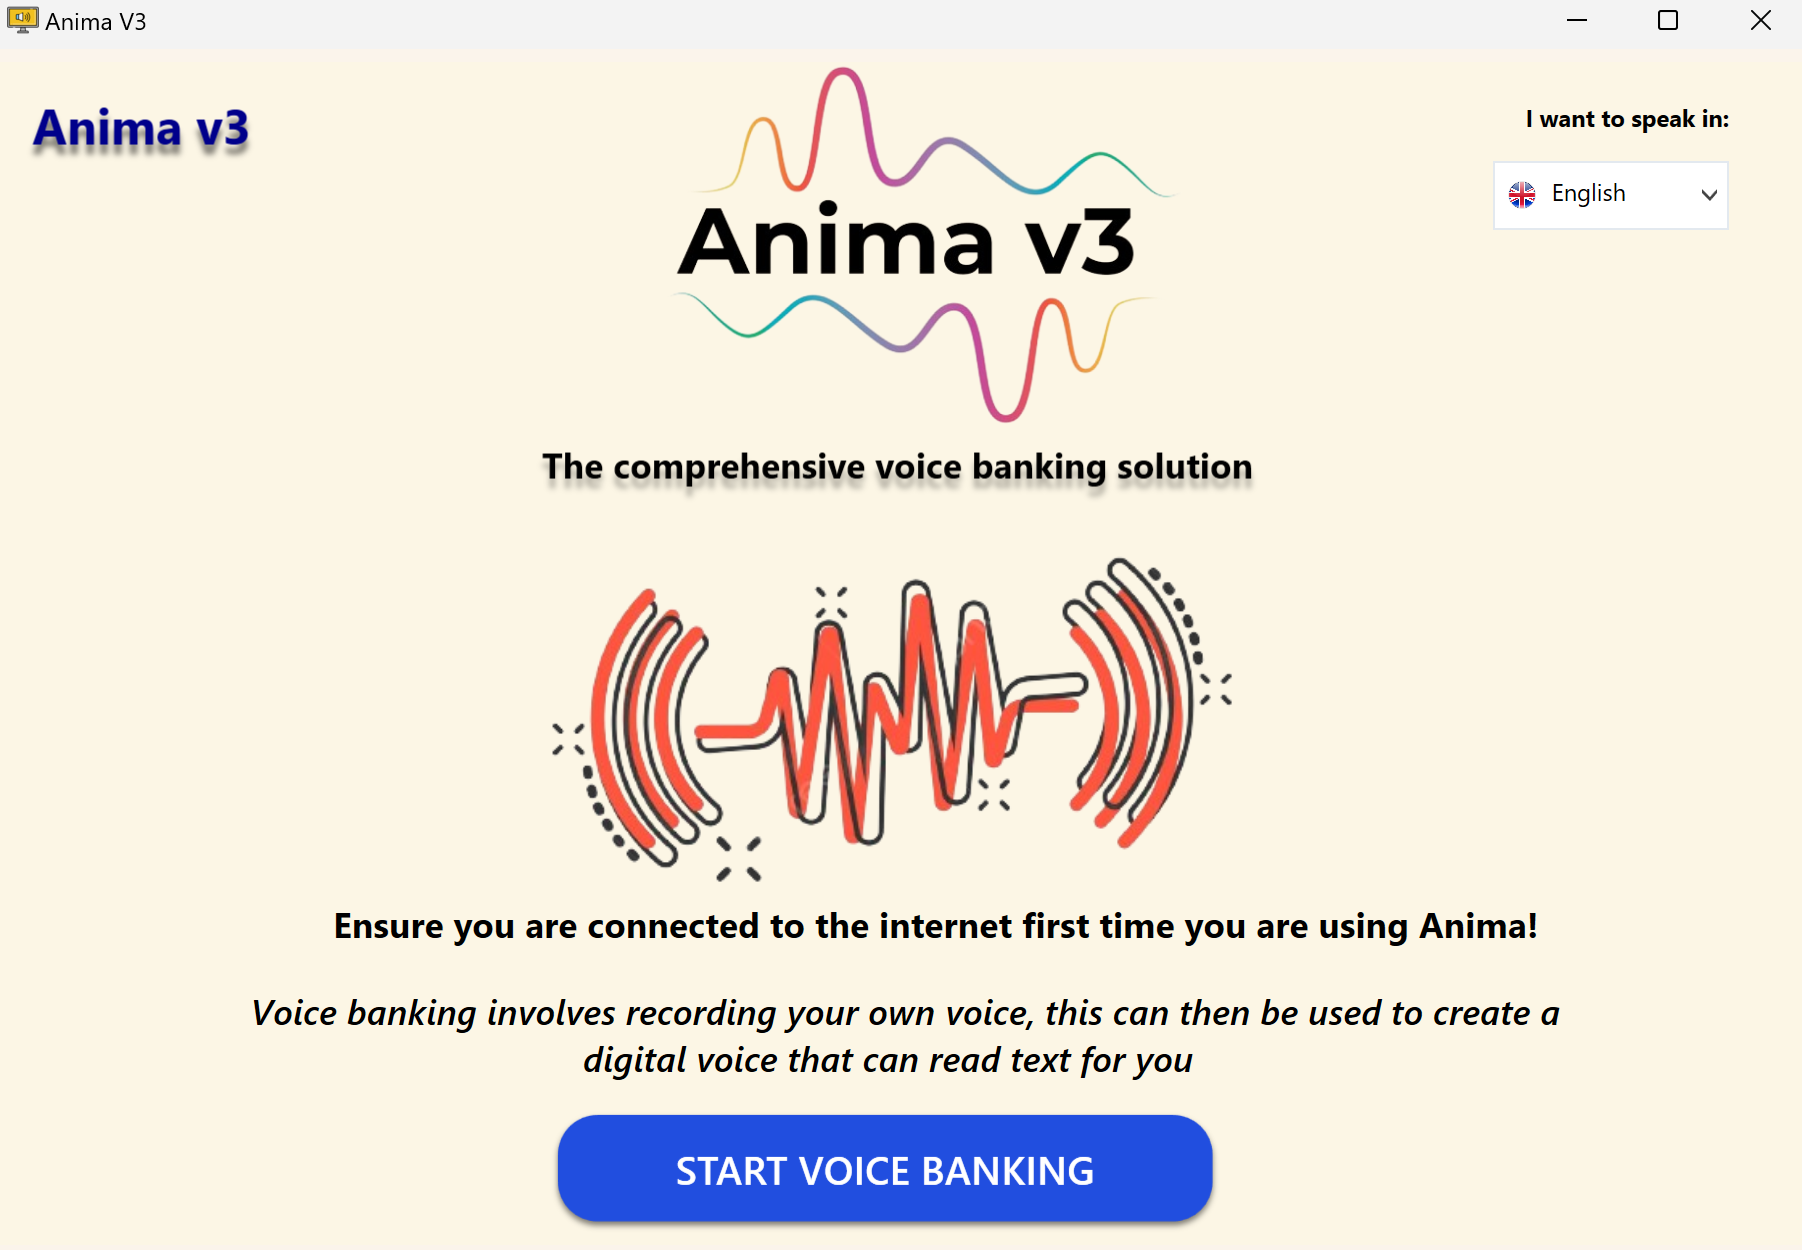 Anima V3
Anima v3
I want to speak in:
English
Anima v3
The comprehensive voice banking solution
Ensure you are connected to the internet first time you are using Anima!
Voice banking involves recording your own voice, this can then be used to create a
digital voice that can read text for you
START VOICE BANKING